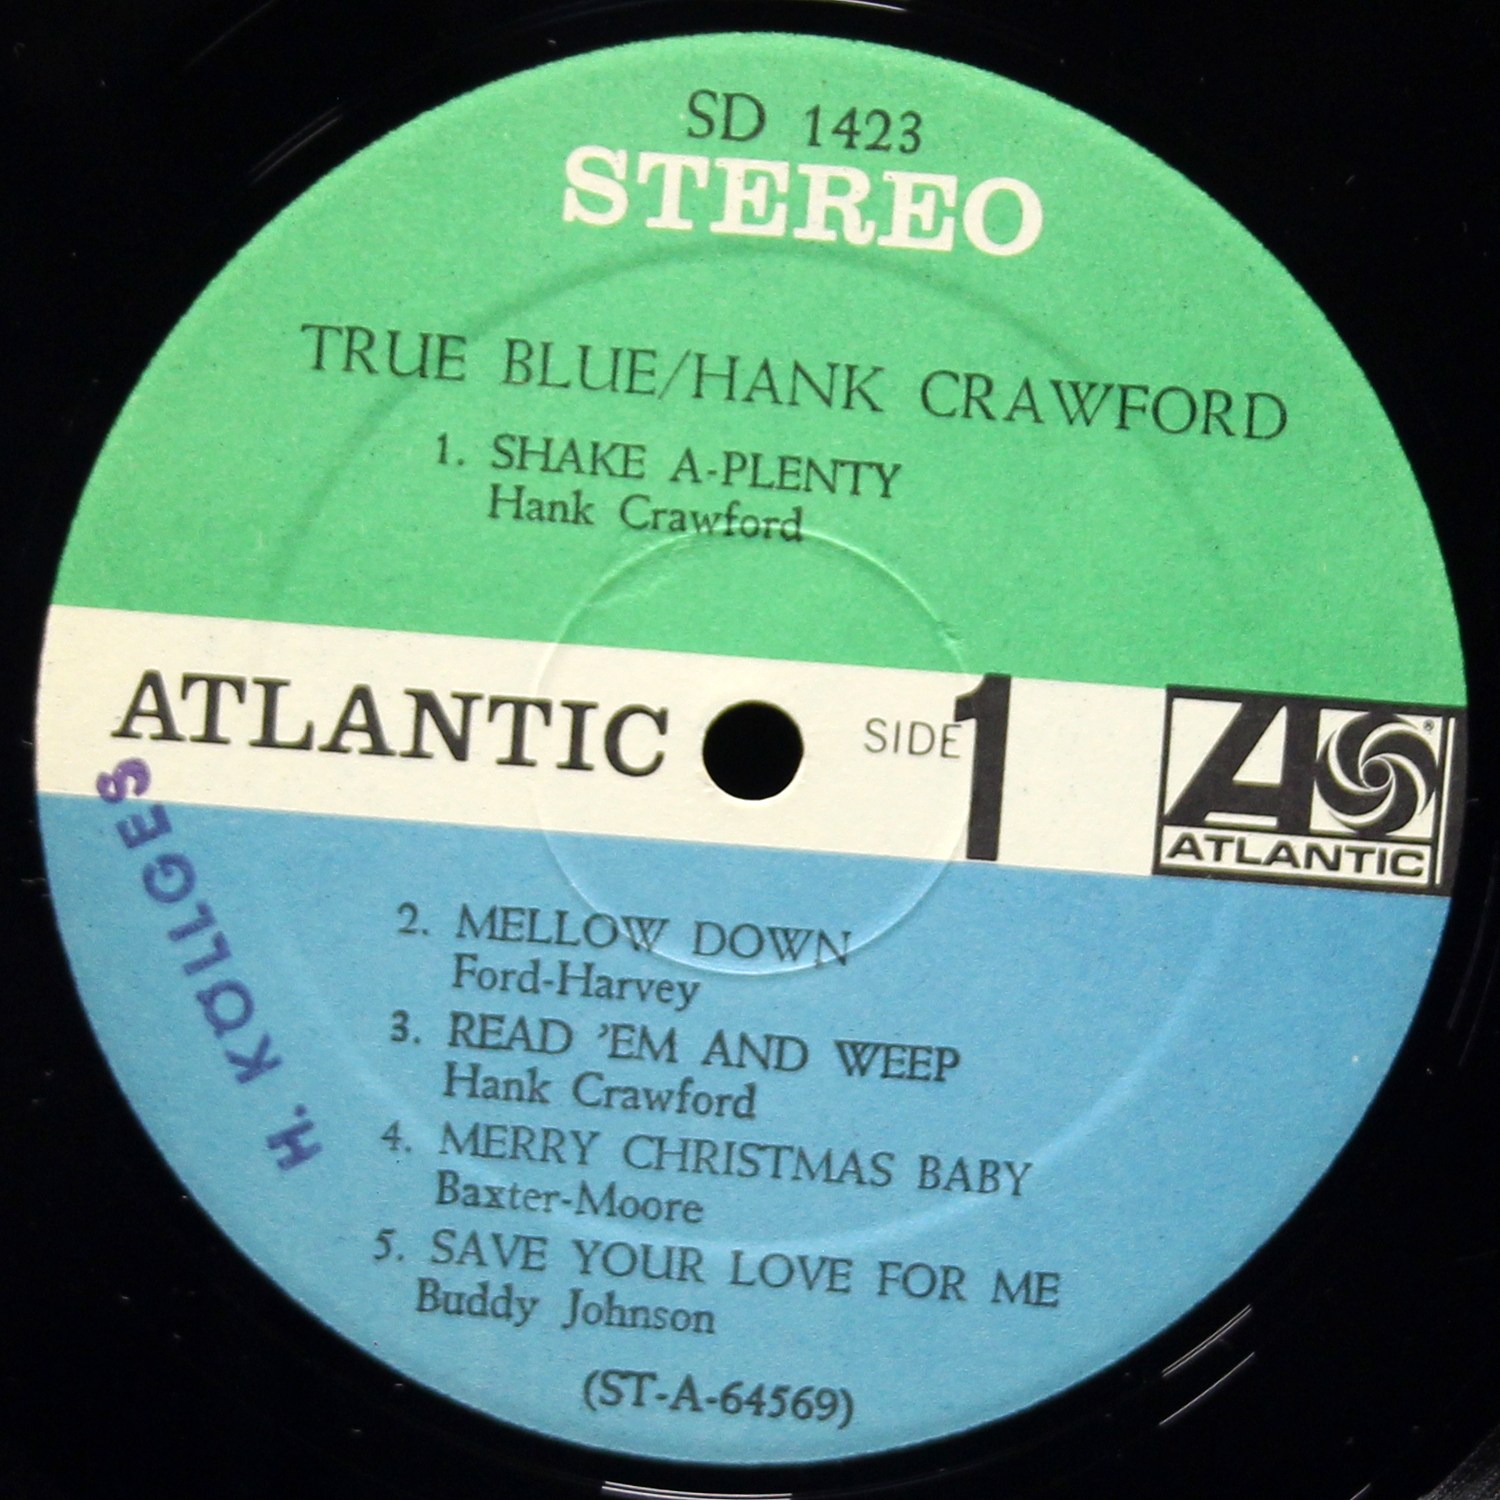 SD 1423
STEREO
TRUE BLUE/HANK CRAWFORD
1. SHAKE A-PLENTY
Hank Crawford
ATLANTIC
SIDE 1
®
ATLANTIC
2. MELLOW DOWN
Ford-Harvey
3. READ 'EM AND WEEP
Hank Crawford
4. MERRY CHRISTMAS BABY
Baxter-Moore
5. SAVE YOUR LOVE FOR ME
Buddy Johnson
(ST-A-64569)